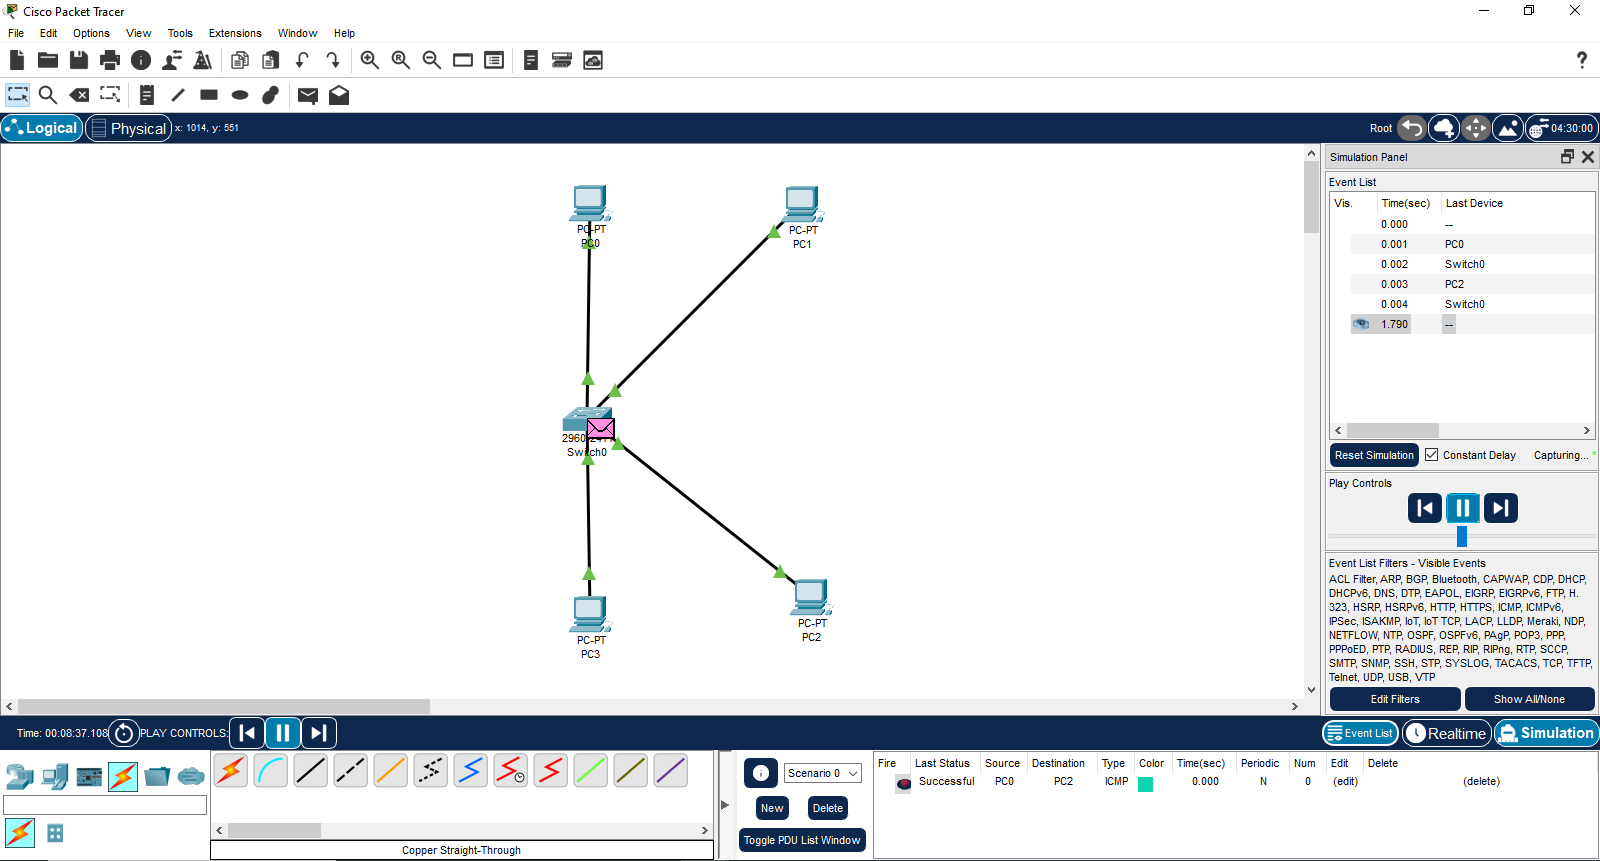 Cisco Packet Tracer
File Edit Options View Tools Extensions Window Help
Logical Physical x: 1014, y: 551 Root 04:30:00
Simulation Panel
Event List
Vis. Time(sec) Last Device
0.000 --
0.001 PC0
0.002 Switch0
0.003 PC2
0.004 Switch0
1.790 --
Reset Simulation Constant Delay Capturing... *
Play Controls
Event List Filters - Visible Events
ACL Filter, ARP, BGP, Bluetooth, CAPWAP, CDP, DHCP,
DHCPv6, DNS, DTP, EAPOL, EIGRP, EIGRPv6, FTP, H.
323, HSRP, HSRPv6, HTTP, HTTPS, ICMP, ICMPv6,
IPSec, ISAKMP, IoT, IoT TCP, LACP, LLDP, Meraki, NDP,
NETFLOW, NTP, OSPF, OSPFv6, PAgP, POP3, PPP,
PPPoED, PTP, RADIUS, REP, RIP, RIPng, RTP, SCCP,
SMTP, SNMP, SSH, STP, SYSLOG, TACACS, TCP, TFTP,
Telnet, UDP, USB, VTP
Edit Filters Show All/None
PC-PT
PC0
PC-PT
PC1
Switch0
PC-PT
PC3
PC-PT
PC2
Time: 00:08:37.108 PLAY CONTROLS: Event List Realtime Simulation
Copper Straight-Through
Scenario 0
New Delete
Toggle PDU List Window
Fire Last Status Source Destination Type Color Time(sec) Periodic Num Edit Delete
Successful PC0 PC2 ICMP 0.000 N 0 (edit) (delete)